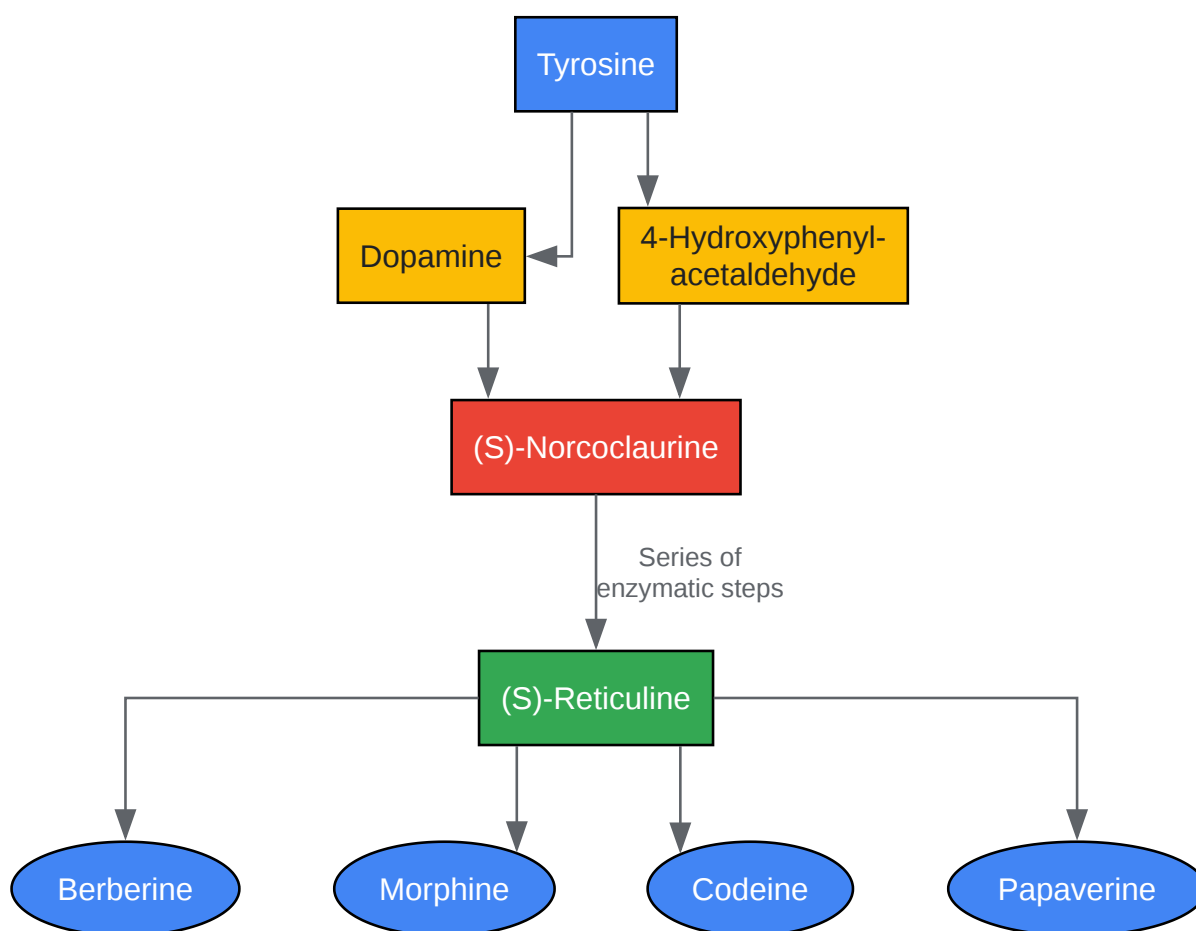 Tyrosine
Dopamine
4-Hydroxyphenyl-
acetaldehyde
(S)-Norcoclaurine
Series of
enzymatic steps
(S)-Reticuline
Berberine
Morphine
Codeine
Papaverine